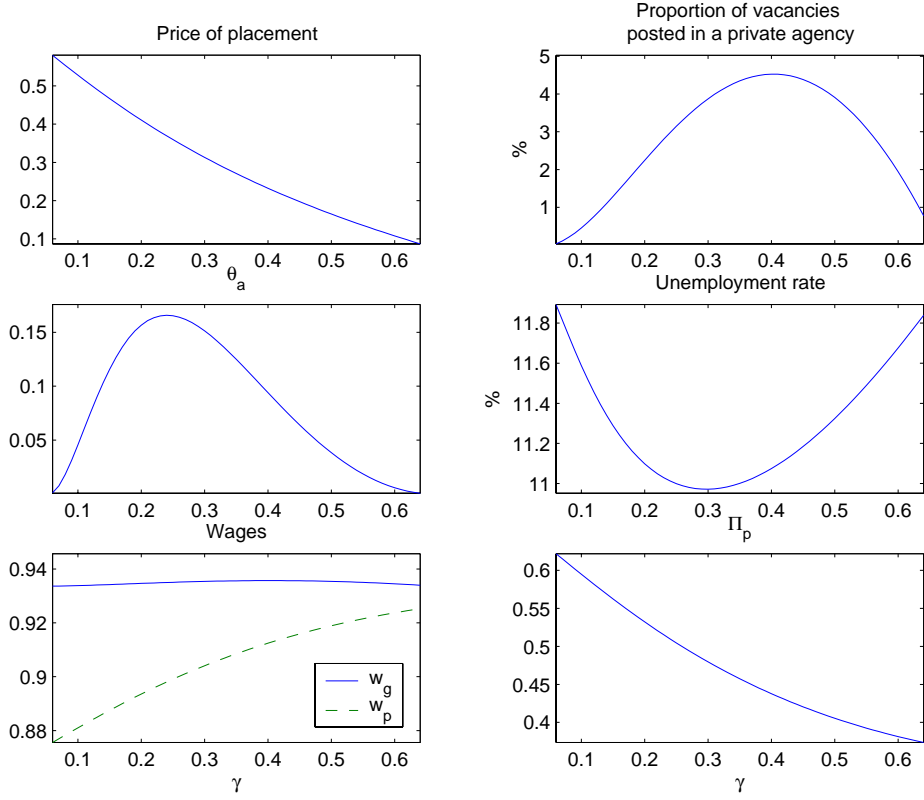 Price of placement
0.5
0.4
0.3
0.2
0.1
0.1 0.2 0.3 0.4 0.5 0.6
Proportion of vacancies
posted in a private agency
%
5
4
3
2
1
0.1 0.2 0.3 0.4 0.5 0.6
θ_a
0.15
0.1
0.05
0.1 0.2 0.3 0.4 0.5 0.6
Unemployment rate
%
11.8
11.6
11.4
11.2
11
0.1 0.2 0.3 0.4 0.5 0.6
Wages
0.94
0.92
0.9
0.88
w_g
w_p
0.1 0.2 0.3 0.4 0.5 0.6
γ
Π_p
0.6
0.55
0.5
0.45
0.4
0.1 0.2 0.3 0.4 0.5 0.6
γ